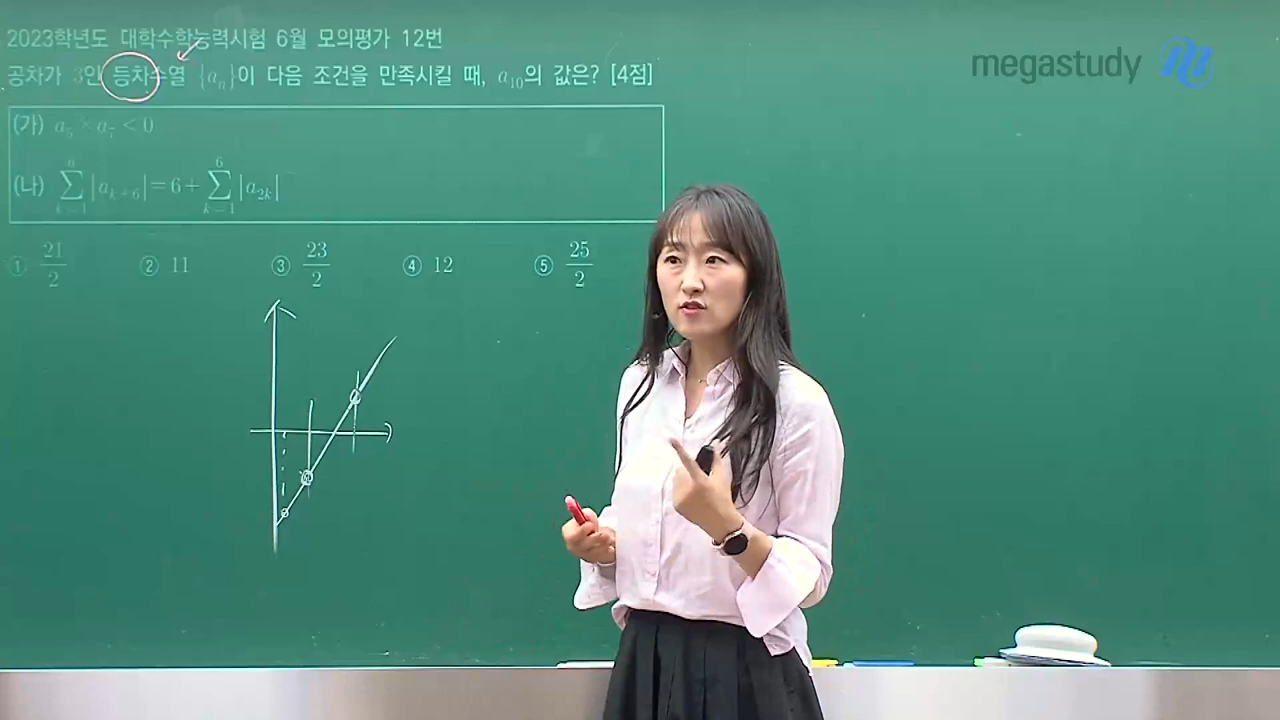 2023학년도 대학수학능력시험 6월 모의평가 12번
megastudy
공차가 3인 등차수열 {aₙ}이 다음 조건을 만족시킬 때, a₁₀의 값은? [4점]
(가) a₅ × a₇ < 0
(나) ∑_{k=1}^{6} |a_{k+6}| = 6 + ∑_{k=1}^{6} |a_{2k}|
① 21/2 ② 11 ③ 23/2 ④ 12 ⑤ 25/2